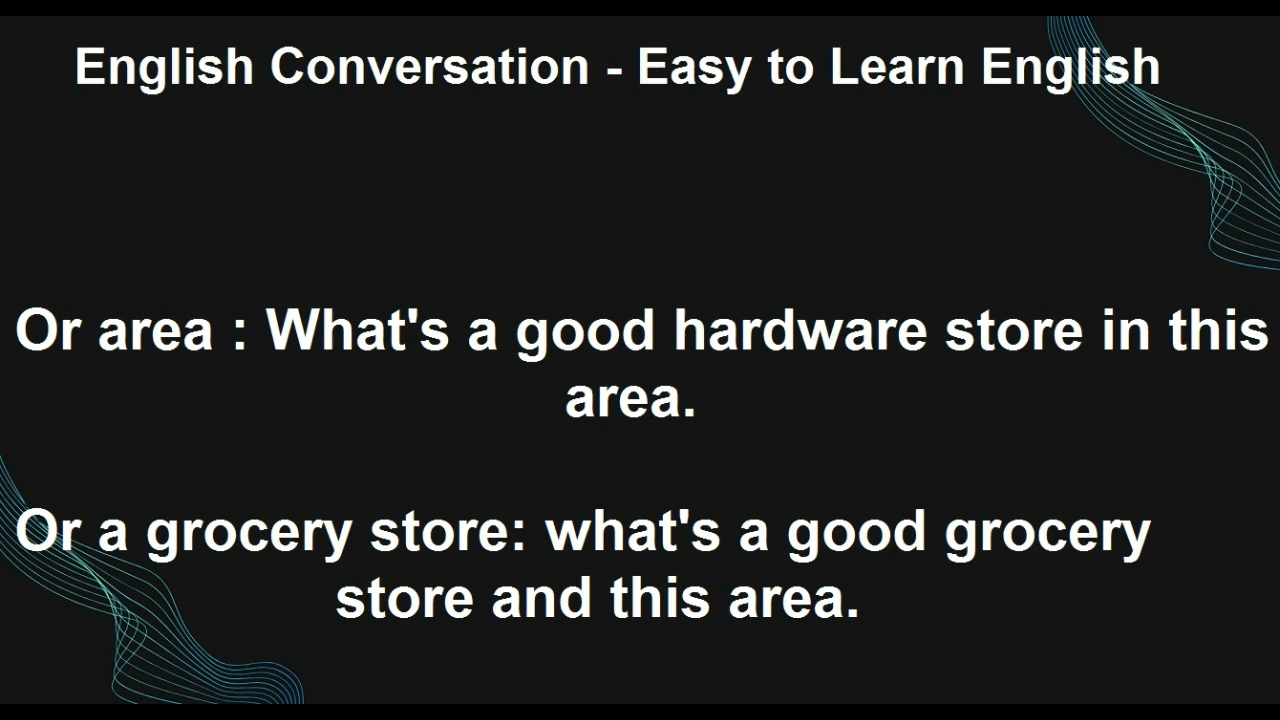 English Conversation - Easy to Learn English
Or area : What's a good hardware store in this
area.
Or a grocery store: what's a good grocery
store and this area.